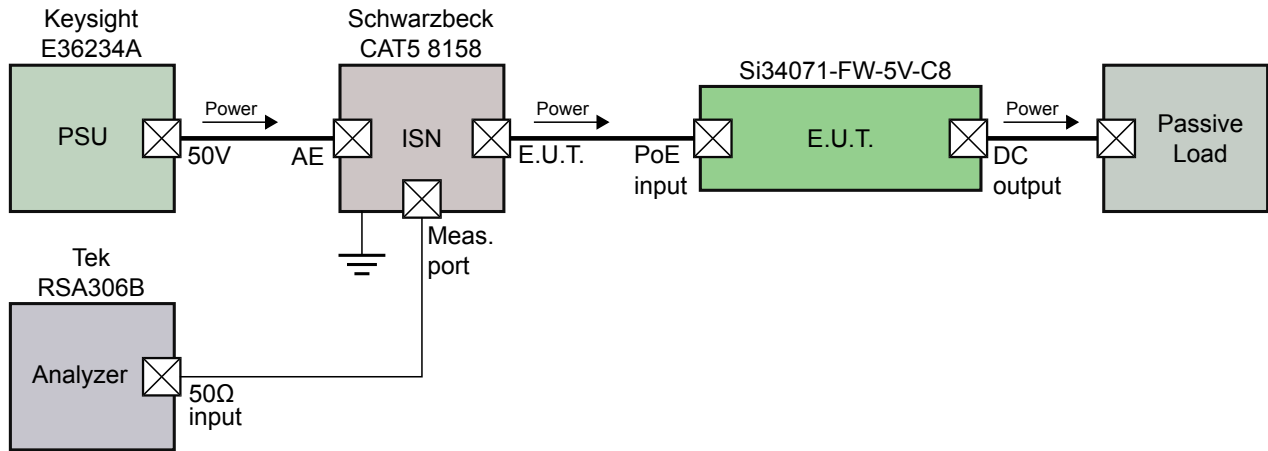 Keysight
E36234A
PSU
50V
Power
Schwarzbeck
CAT5 8158
ISN
AE
E.U.T.
Meas.
port
Power
Si34071-FW-5V-C8
E.U.T.
PoE
input
DC
output
Power
Passive
Load
Tek
RSA306B
Analyzer
50Ω
input